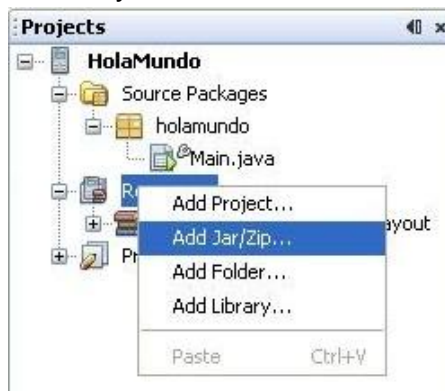 Projects
HolaMundo
Source Packages
holamundo
Main.java
Add Project...
Add Jar/Zip...
Add Folder...
Add Library...
Paste Ctrl+V